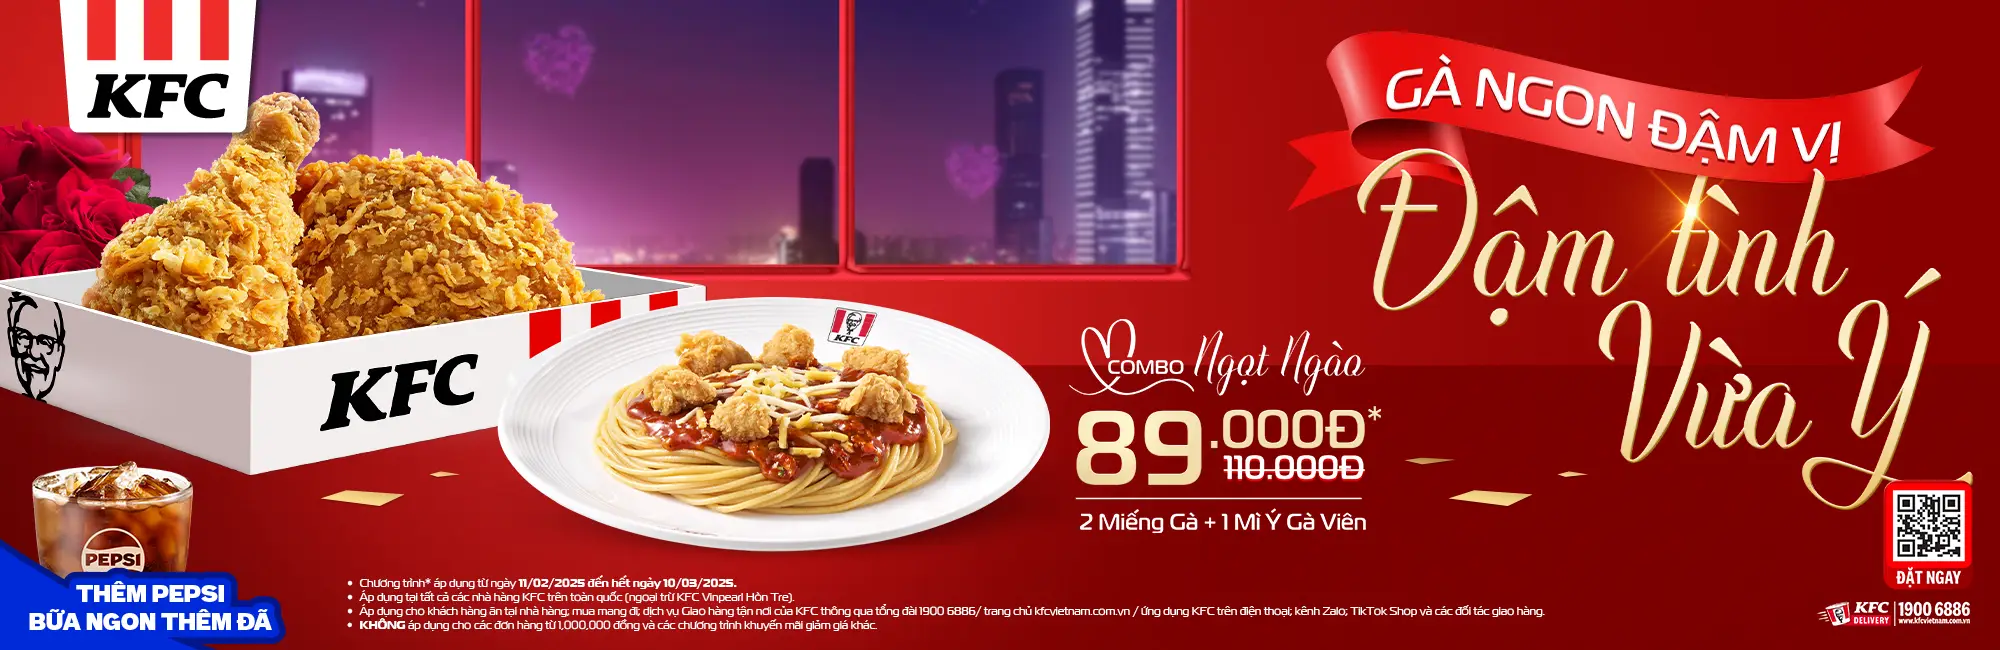 KFC
GÀ NGON ĐẬM VỊ
Đậm tình
Vừa Ý
KFC
KFC
COMBO Ngọt Ngào
89.000Đ*
110.000Đ
2 Miếng Gà + 1 Mì Ý Gà Viên
PEPSI
THÊM PEPSI
BỮA NGON THÊM ĐÃ
• Chương trình* áp dụng từ ngày 11/02/2025 đến hết ngày 10/03/2025.
• Áp dụng tại tất cả các nhà hàng KFC trên toàn quốc (ngoại trừ KFC Vinpearl Hòn Tre).
• Áp dụng cho khách hàng ăn tại nhà hàng; mua mang đi; dịch vụ Giao hàng tận nơi của KFC thông qua tổng đài 1900 6886/ trang chủ kfcvietnam.com.vn / ứng dụng KFC trên điện thoại; kênh Zalo; TikTok Shop và các đối tác giao hàng.
• KHÔNG áp dụng cho các đơn hàng từ 1,000,000 đồng và các chương trình khuyến mãi giảm giá khác.
ĐẶT NGAY
KFC DELIVERY
1900 6886
www.kfcvietnam.com.vn